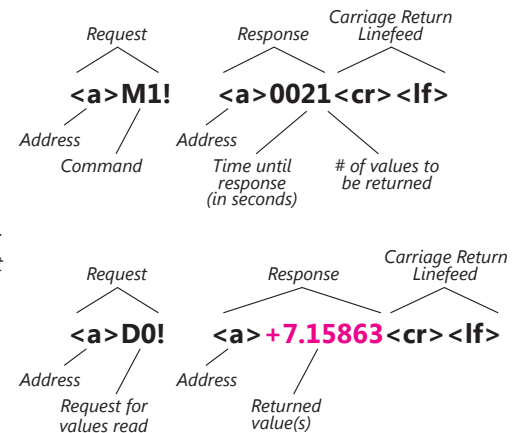 Request
Response
Carriage Return
Linefeed
<a>M1!
<a>0021<cr><lf>
Address
Command
Address
Time until
response
(in seconds)
# of values to
be returned
Request
Response
Carriage Return
Linefeed
<a>D0!
<a>+7.15863<cr><lf>
Address
Request for
values read
Address
Returned
value(s)